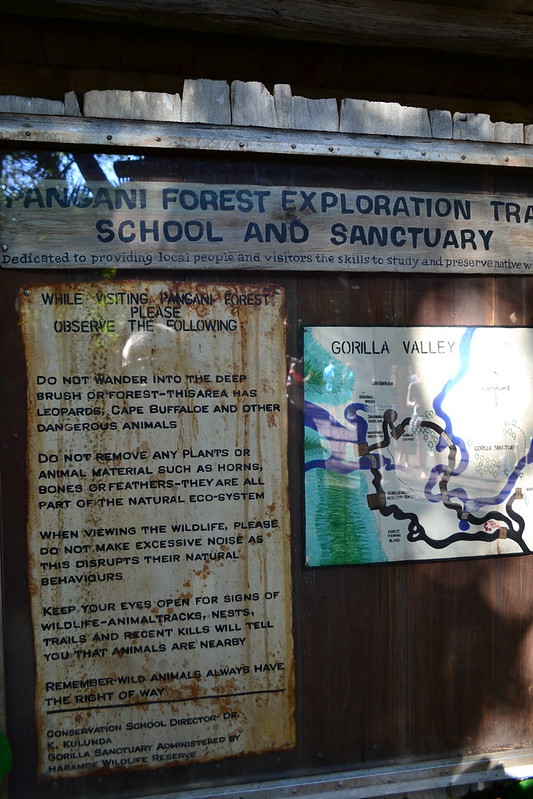 PANGANI FOREST EXPLORATION TRA
SCHOOL AND SANCTUARY
Dedicated to providing local people and visitors the skills to study and preserve native w
WHILE VISITING PANGANI FOREST
PLEASE
OBSERVE THE FOLLOWING:
DO NOT WANDER INTO THE DEEP
BRUSH OR FOREST-THIS AREA HAS
LEOPARDS, CAPE BUFFALOE AND OTHER
DANGEROUS ANIMALS
DO NOT REMOVE ANY PLANTS OR
ANIMAL MATERIAL SUCH AS HORNS,
BONES OR FEATHERS-THEY ARE ALL
PART OF THE NATURAL ECO-SYSTEM
WHEN VIEWING THE WILDLIFE, PLEASE
DO NOT MAKE EXCESSIVE NOISE AS
THIS DISRUPTS THEIR NATURAL
BEHAVIOURS
KEEP YOUR EYES OPEN FOR SIGNS OF
WILDLIFE-ANIMAL TRACKS, NESTS,
TRAILS AND RECENT KILLS WILL TELL
YOU THAT ANIMALS ARE NEARBY
REMEMBER-WILD ANIMALS ALWAYS HAVE
THE RIGHT OF WAY
CONSERVATION SCHOOL DIRECTOR- DR.
K. KULUNDA
GORILLA SANCTUARY ADMINISTERED BY
HARAMBE WILDLIFE RESERVE
GORILLA VALLEY
SAVANNAH
GORILLA SANCTUARY
FOREST
VIEWING
BLIND